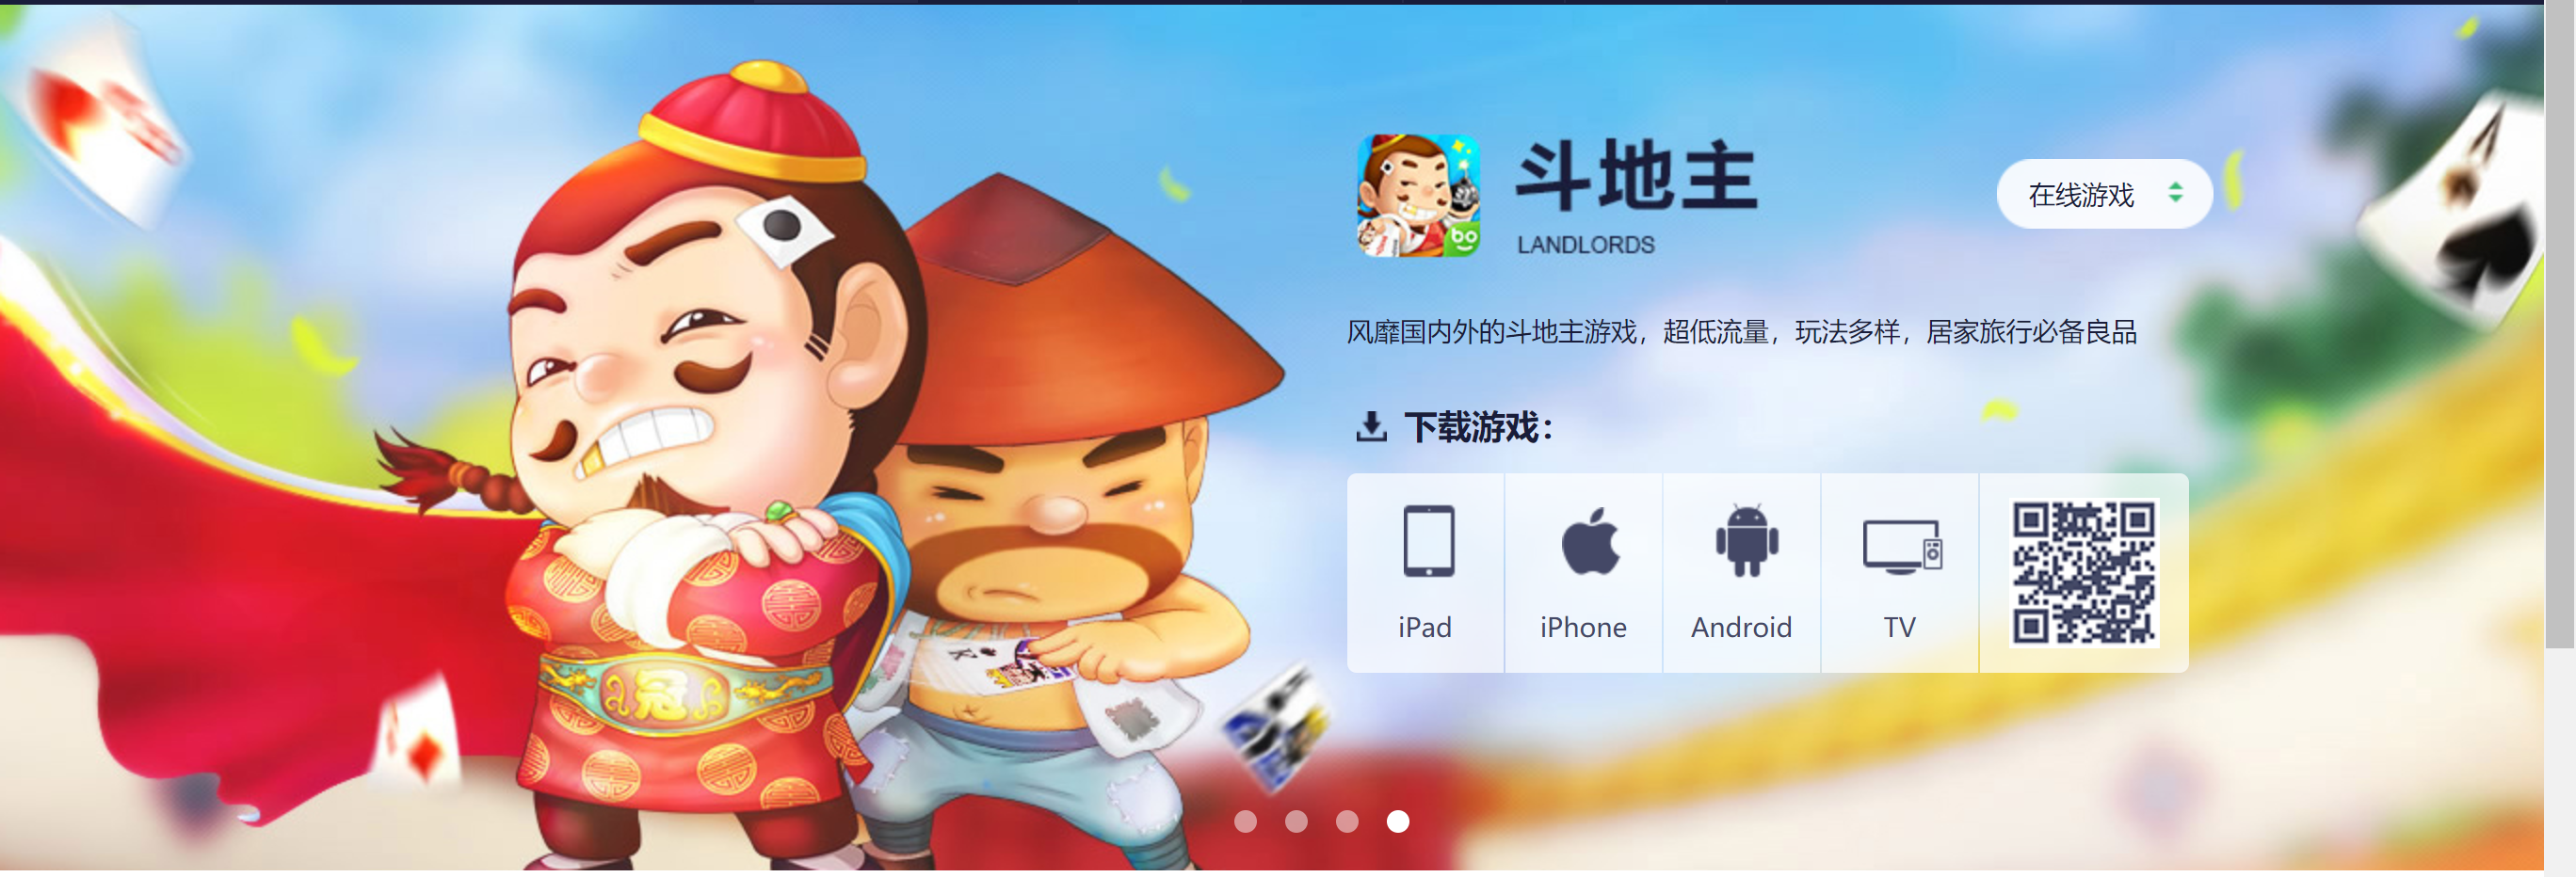 斗地主
LANDLORDS
在线游戏
bo
风靡国内外的斗地主游戏，超低流量，玩法多样，居家旅行必备良品
下载游戏：
iPad
iPhone
Android
TV
冠
K